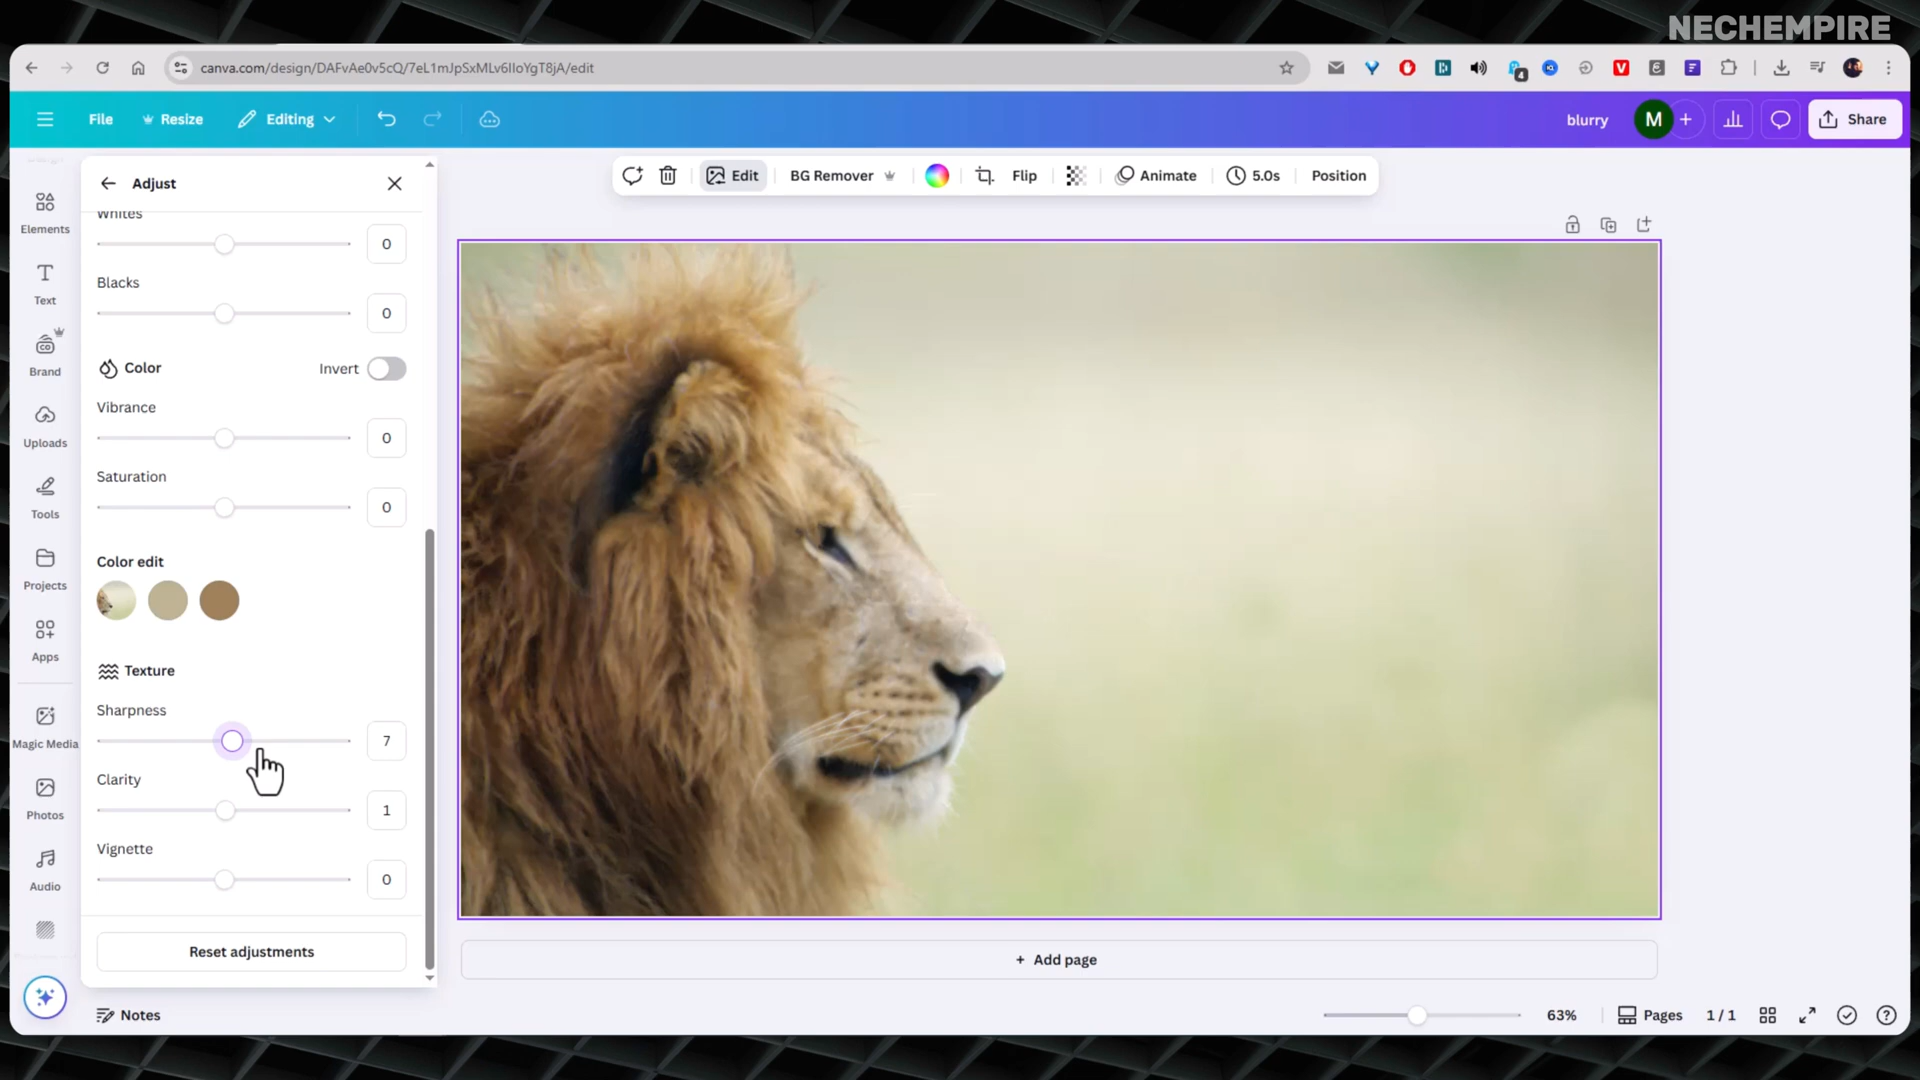 NECHEMPIRE
canva.com/design/DAFvAe0v5cQ/7eL1mJpSxMLv6IIoYgT8jA/edit
4
File
Resize
Editing
blurry
M
+
Share
Adjust
Edit
BG Remover
Flip
Animate
5.0s
Position
Elements
Text
Brand
Uploads
Tools
Projects
Apps
Magic Media
Photos
Audio
Whites
0
Blacks
0
Color
Invert
Vibrance
0
Saturation
0
Color edit
Texture
Sharpness
7
Clarity
1
Vignette
0
Reset adjustments
+ Add page
Notes
63%
Pages
1 / 1